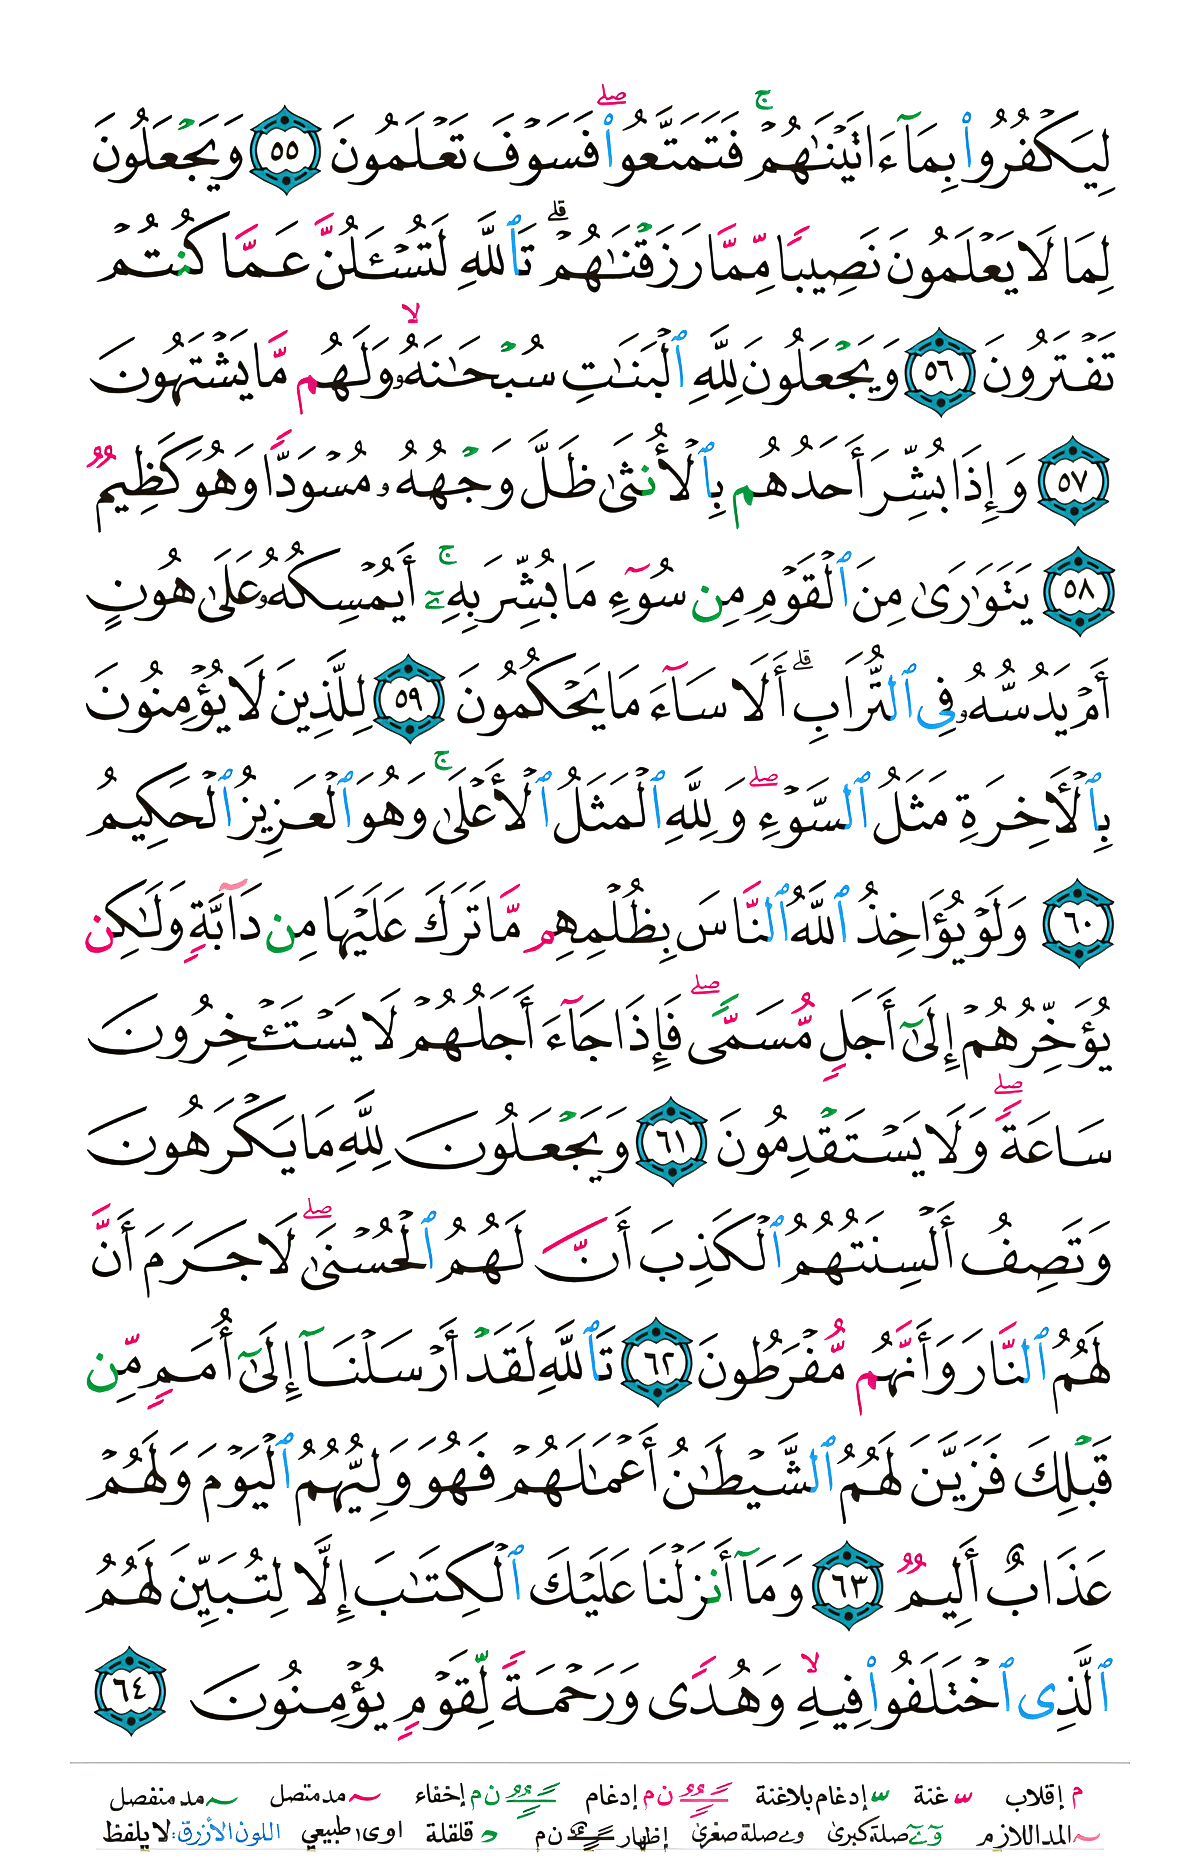 لِيَكْفُرُوا۟ بِمَآ ءَاتَيْنَـٰهُمْ ۚ فَتَمَتَّعُوا۟ ۖ فَسَوْفَ تَعْلَمُونَ ٥٥ وَيَجْعَلُونَ
لِمَا لَا يَعْلَمُونَ نَصِيبًا مِّمَّا رَزَقْنَـٰهُمْ ۗ تَٱللَّهِ لَتُسْـَٔلُنَّ عَمَّا كُنتُمْ
تَفْتَرُونَ ٥٦ وَيَجْعَلُونَ لِلَّهِ ٱلْبَنَـٰتِ سُبْحَـٰنَهُۥ ۙ وَلَهُم مَّا يَشْتَهُونَ
٥٧ وَإِذَا بُشِّرَ أَحَدُهُم بِٱلْأُنثَىٰ ظَلَّ وَجْهُهُۥ مُسْوَدًّا وَهُوَ كَظِيمٌ
٥٨ يَتَوَٰرَىٰ مِنَ ٱلْقَوْمِ مِن سُوٓءِ مَا بُشِّرَ بِهِۦٓ ۚ أَيُمْسِكُهُۥ عَلَىٰ هُونٍ
أَمْ يَدُسُّهُۥ فِى ٱلتُّرَابِ ۗ أَلَا سَآءَ مَا يَحْكُمُونَ ٥٩ لِلَّذِينَ لَا يُؤْمِنُونَ
بِٱلْـَٔاخِرَةِ مَثَلُ ٱلسَّوْءِ ۖ وَلِلَّهِ ٱلْمَثَلُ ٱلْأَعْلَىٰ ۚ وَهُوَ ٱلْعَزِيزُ ٱلْحَكِيمُ
٦٠ وَلَوْ يُؤَاخِذُ ٱللَّهُ ٱلنَّاسَ بِظُلْمِهِم مَّا تَرَكَ عَلَيْهَا مِن دَآبَّةٍ وَلَـٰكِن
يُؤَخِّرُهُمْ إِلَىٰٓ أَجَلٍ مُّسَمًّى ۖ فَإِذَا جَآءَ أَجَلُهُمْ لَا يَسْتَـْٔخِرُونَ
سَاعَةً ۖ وَلَا يَسْتَقْدِمُونَ ٦١ وَيَجْعَلُونَ لِلَّهِ مَا يَكْرَهُونَ
وَتَصِفُ أَلْسِنَتُهُمُ ٱلْكَذِبَ أَنَّ لَهُمُ ٱلْحُسْنَىٰ ۖ لَا جَرَمَ أَنَّ
لَهُمُ ٱلنَّارَ وَأَنَّهُم مُّفْرَطُونَ ٦٢ تَٱللَّهِ لَقَدْ أَرْسَلْنَآ إِلَىٰٓ أُمَمٍ مِّن
قَبْلِكَ فَزَيَّنَ لَهُمُ ٱلشَّيْطَـٰنُ أَعْمَـٰلَهُمْ فَهُوَ وَلِيُّهُمُ ٱلْيَوْمَ وَلَهُمْ
عَذَابٌ أَلِيمٌ ٦٣ وَمَآ أَنزَلْنَا عَلَيْكَ ٱلْكِتَـٰبَ إِلَّا لِتُبَيِّنَ لَهُمُ
ٱلَّذِى ٱخْتَلَفُوا۟ فِيهِ ۙ وَهُدًى وَرَحْمَةً لِّقَوْمٍ يُؤْمِنُونَ ٦٤
م إقلاب ّ غنة ّ إدغام بلاغنة ـًـٌـٍ ن م إدغام ـًـٌـٍ ن م إخفاء ~ مد متصل ~ مد منفصل
~ المد اللازم وٓ ےٓ صلة كبرى و ے صلة صغرى إظهار ـًـٌـٍ ن م د قلقلة ا و ى طبيعي اللون الأزرق: لا يلفظ